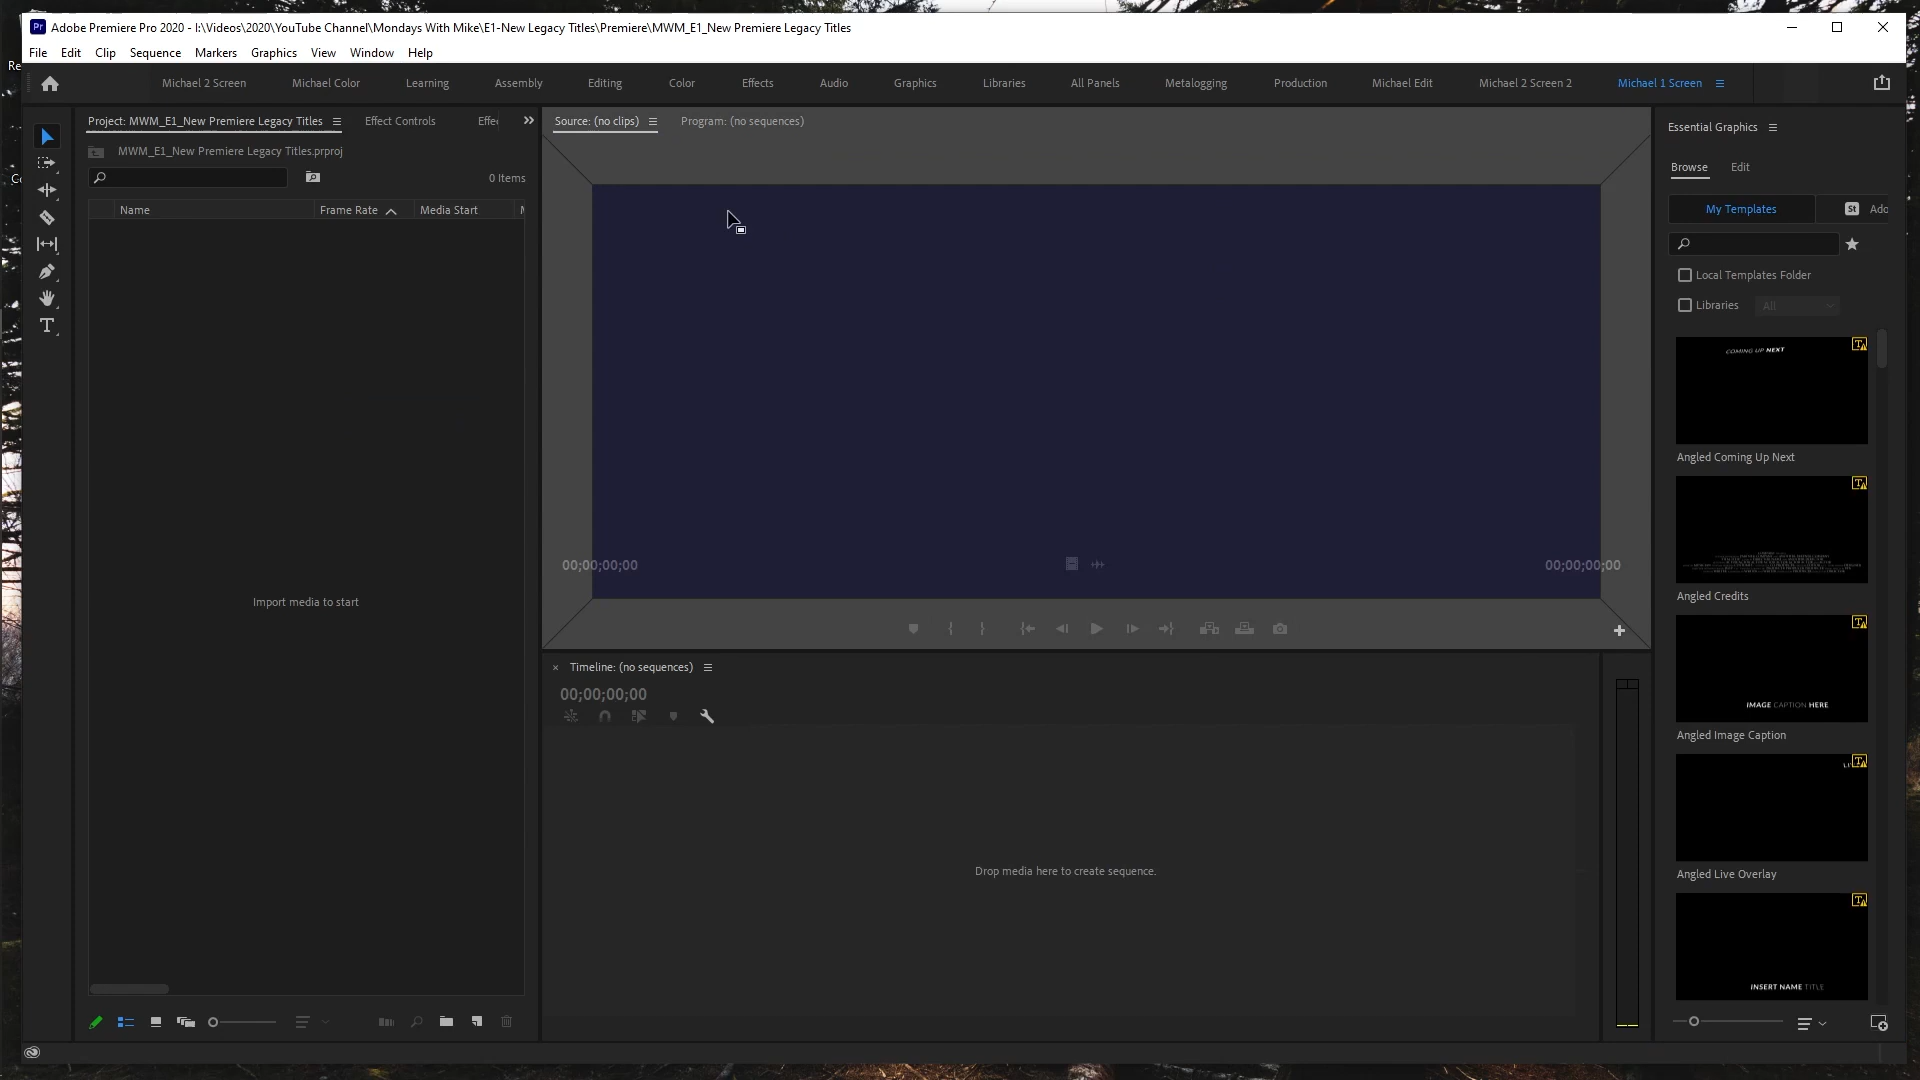 Adobe Premiere Pro 2020 - I:\Videos\2020\YouTube Channel\Mondays With Mike\E1-New Legacy Titles\Premiere\MWM_E1_New Premiere Legacy Titles
File Edit Clip Sequence Markers Graphics View Window Help
Michael 2 Screen Michael Color Learning Assembly Editing Color Effects Audio Graphics Libraries All Panels Metalogging Production Michael Edit Michael 2 Screen 2 Michael 1 Screen
Project: MWM_E1_New Premiere Legacy Titles Effect Controls Effe
MWM_E1_New Premiere Legacy Titles.prproj
0 Items
Name Frame Rate Media Start
Import media to start
Source: (no clips) Program: (no sequences)
00;00;00;00 00;00;00;00
Timeline: (no sequences)
00;00;00;00
Drop media here to create sequence.
Essential Graphics
Browse Edit
My Templates St Ado
Local Templates Folder
Libraries All
COMING UP NEXT
Angled Coming Up Next
Angled Credits
IMAGE CAPTION HERE
Angled Image Caption
Angled Live Overlay
INSERT NAME TITLE